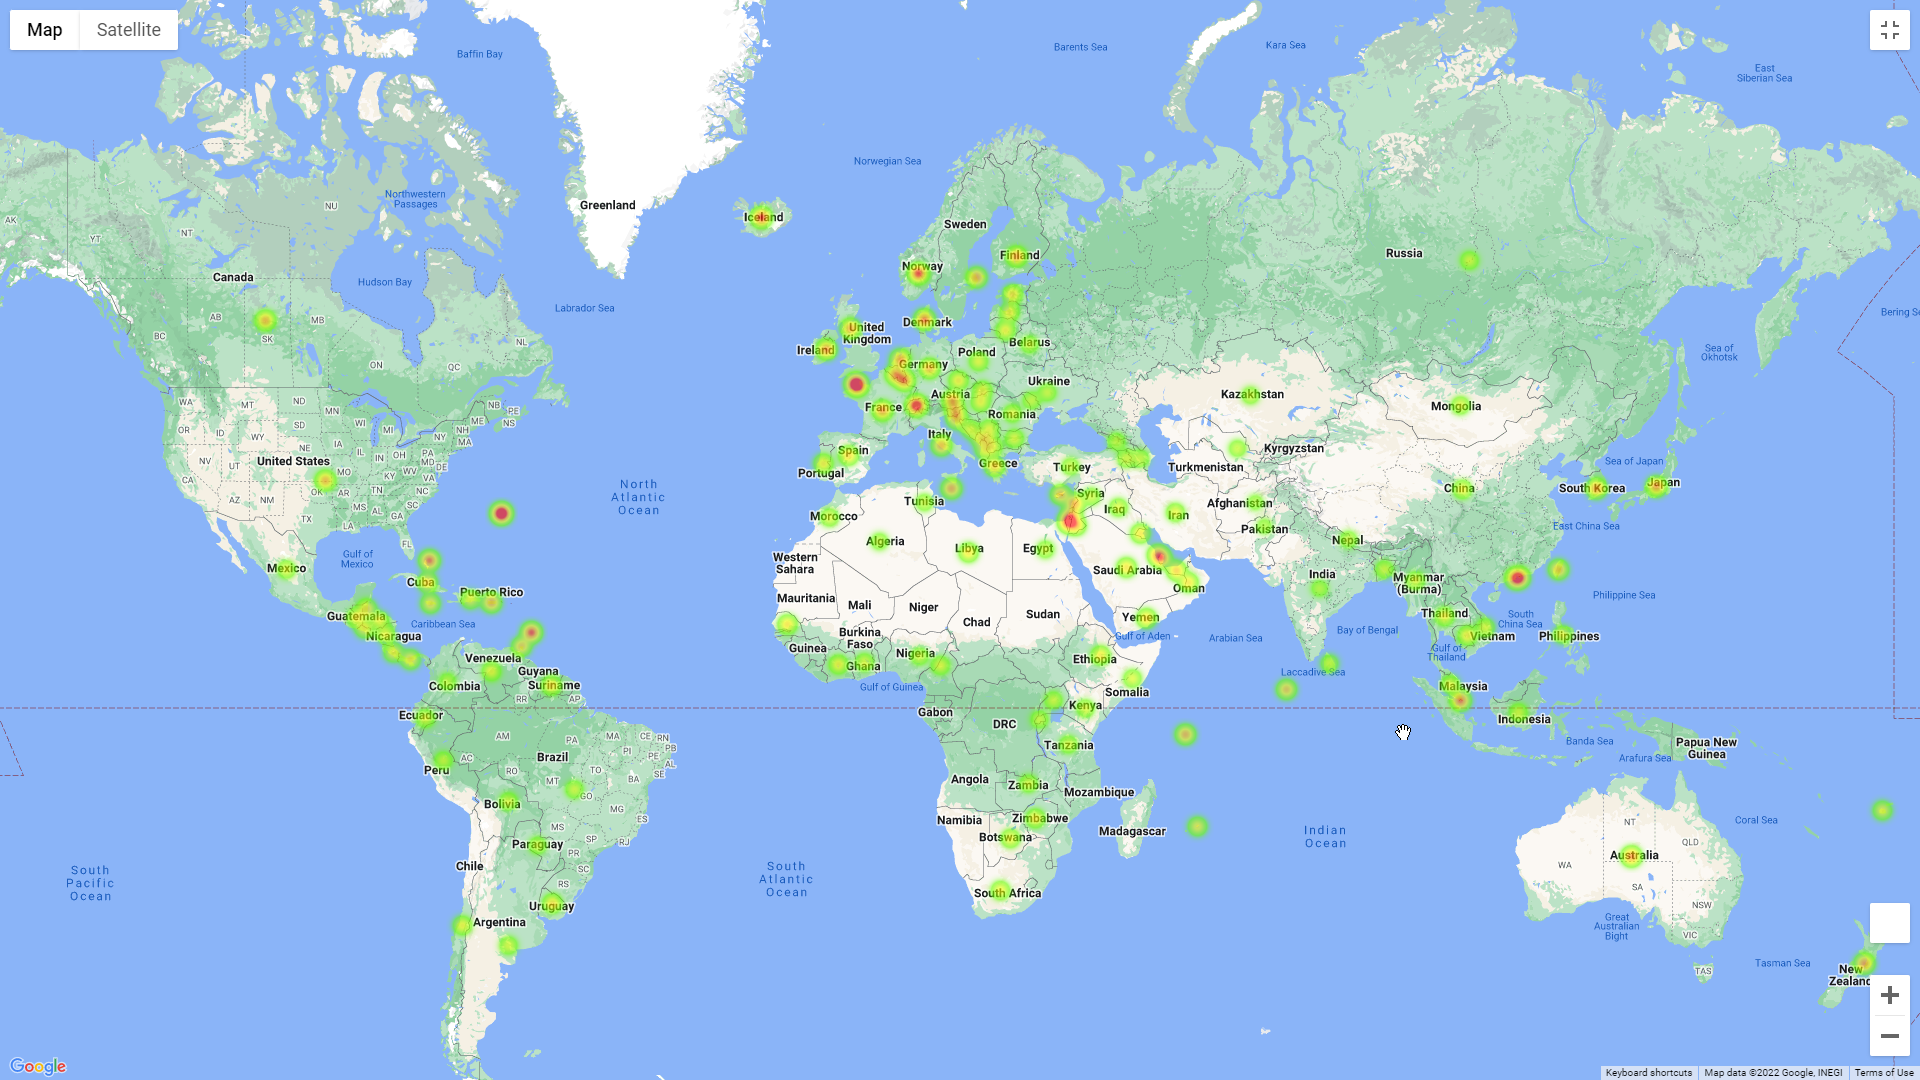 Map
Satellite
Baffin Bay
Barents Sea
Kara Sea
East
Siberian Sea
Norwegian Sea
Northwestern
Passages
NU
Greenland
Iceland
AK
YT
NT
Sweden
Finland
Russia
Norway
Canada
Hudson Bay
Labrador Sea
Bering S
AB
MB
SK
BC
ON
QC
NL
United
Kingdom
Denmark
Ireland
Belarus
Poland
Germany
Sea of
Okhotsk
Ukraine
Austria
Kazakhstan
Mongolia
France
Romania
WA
MT
ND
MN
NB
PE
NS
OR
ID
SD
WI
MI
NH
MA
WY
IA
NY
Italy
Spain
Kyrgyzstan
United States
NE
IL
IN
OH
PA
MD
DE
NV
UT
MO
WV
Portugal
Greece
Turkey
Turkmenistan
Sea of Japan
CA
KY
VA
AZ
NM
OK
AR
TN
NC
SC
MS
AL
GA
TX
LA
FL
North
Atlantic
Ocean
Tunisia
Syria
Afghanistan
China
South Korea
Japan
Morocco
Iraq
Iran
Pakistan
East China Sea
Algeria
Libya
Egypt
Nepal
Gulf of
Mexico
Western
Sahara
Mexico
Cuba
Puerto Rico
Saudi Arabia
Oman
India
Myanmar
(Burma)
Philippine Sea
Mauritania
Mali
Niger
Chad
Sudan
Guatemala
Caribbean Sea
Nicaragua
Yemen
Gulf of Aden
Arabian Sea
Bay of Bengal
Thailand
South
China Sea
Vietnam
Philippines
Burkina
Faso
Guinea
Ghana
Nigeria
Ethiopia
Gulf of
Thailand
Venezuela
Guyana
Suriname
Colombia
Gulf of Guinea
Somalia
Laccadive Sea
Malaysia
RR
AP
Ecuador
Gabon
DRC
Kenya
Indonesia
AM
PA
MA
CE
RN
PB
PE
SE
PI
Banda Sea
Papua New
Guinea
Brazil
Tanzania
Arafura Sea
Peru
AC
RO
TO
BA
MT
GO
Angola
Zambia
Mozambique
Bolivia
MG
ES
Namibia
Zimbabwe
Botswana
Madagascar
Indian
Ocean
NT
Coral Sea
MS
SP
RJ
Paraguay
PR
SC
RS
QLD
Australia
WA
SA
Chile
South
Pacific
Ocean
South
Atlantic
Ocean
South Africa
NSW
Uruguay
Argentina
Great
Australian
Bight
VIC
Tasman Sea
TAS
New
Zealand
Google
Keyboard shortcuts
Map data ©2022 Google, INEGI
Terms of Use